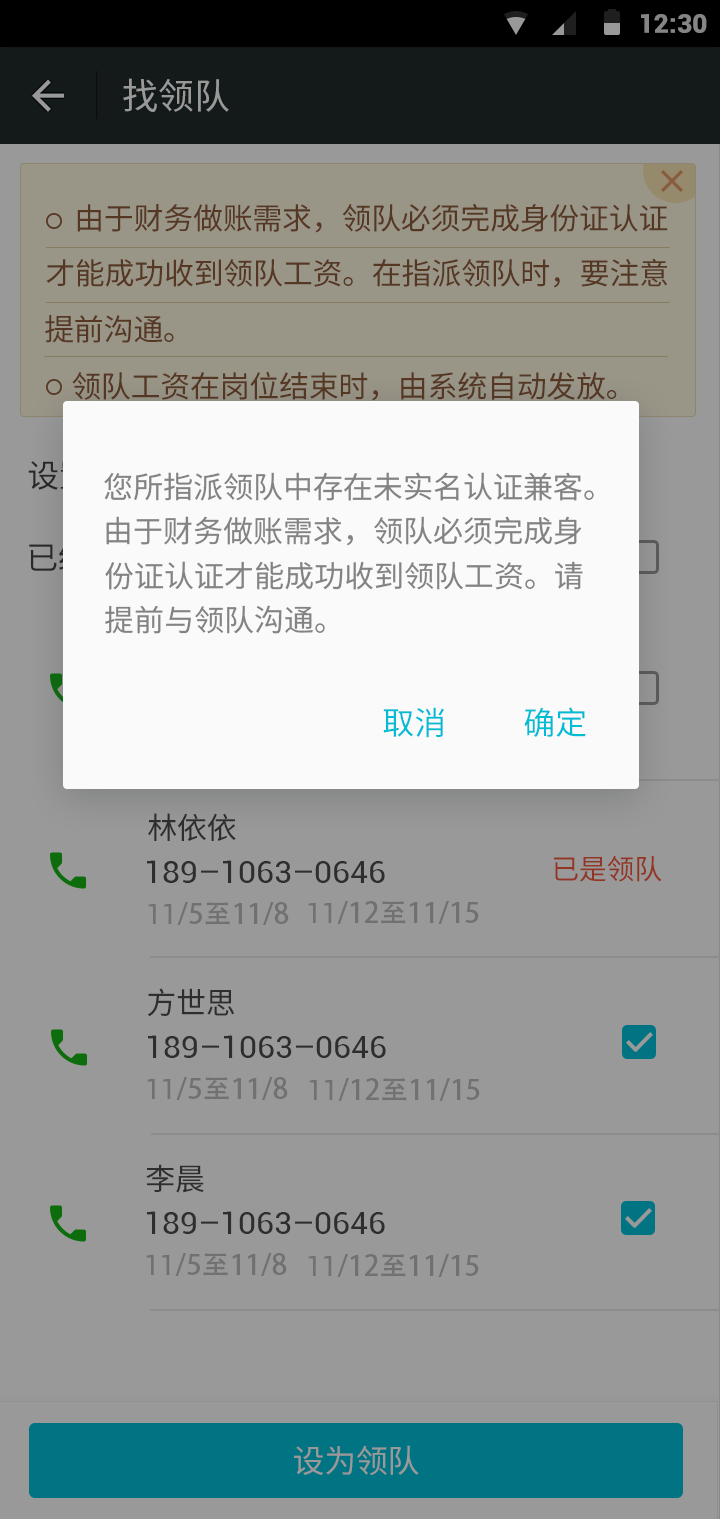 12:30
找领队
由于财务做账需求，领队必须完成身份证认证
才能成功收到领队工资。在指派领队时，要注意
提前沟通。
领队工资在岗位结束时，由系统自动发放。
您所指派领队中存在未实名认证兼客。
由于财务做账需求，领队必须完成身
份证认证才能成功收到领队工资。请
提前与领队沟通。
取消 确定
林依依
189-1063-0646
已是领队
11/5至11/8 11/12至11/15
方世思
189-1063-0646
11/5至11/8 11/12至11/15
李晨
189-1063-0646
11/5至11/8 11/12至11/15
设为领队